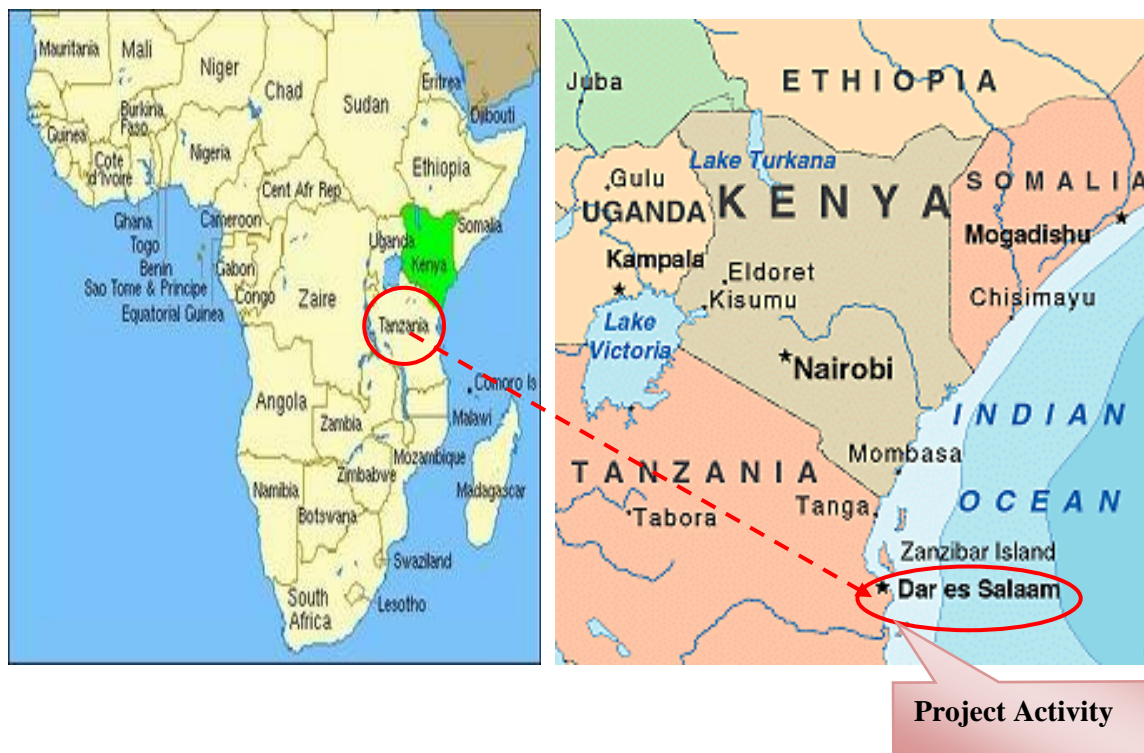 Mauritania
Mali
Niger
Chad
Sudan
Eritrea
Djibouti
Burkina
Faso
Guinea
Cote
d'Ivoire
Nigeria
Ethiopia
Cent Afr Rep
Ghana
Togo
Benin
Sao Tome & Principe
Equatorial Guinea
Cameroon
Gabon
Congo
Zaire
Uganda
Somalia
Kenya
Tanzania
Comoro Is
Malawi
Angola
Zambia
Mozambique
Zimbabwe
Madagascar
Namibia
Botswana
Swaziland
South
Africa
Lesotho
ETHIOPIA
Juba
Lake Turkana
Gulu
UGANDA
KENYA
SOMALIA
Mogadishu
Kampala
Eldoret
Kisumu
Chisimayu
Lake
Victoria
Nairobi
INDIAN
OCEAN
Mombasa
TANZANIA
Tanga
Tabora
Zanzibar Island
Dar es Salaam
Project Activity